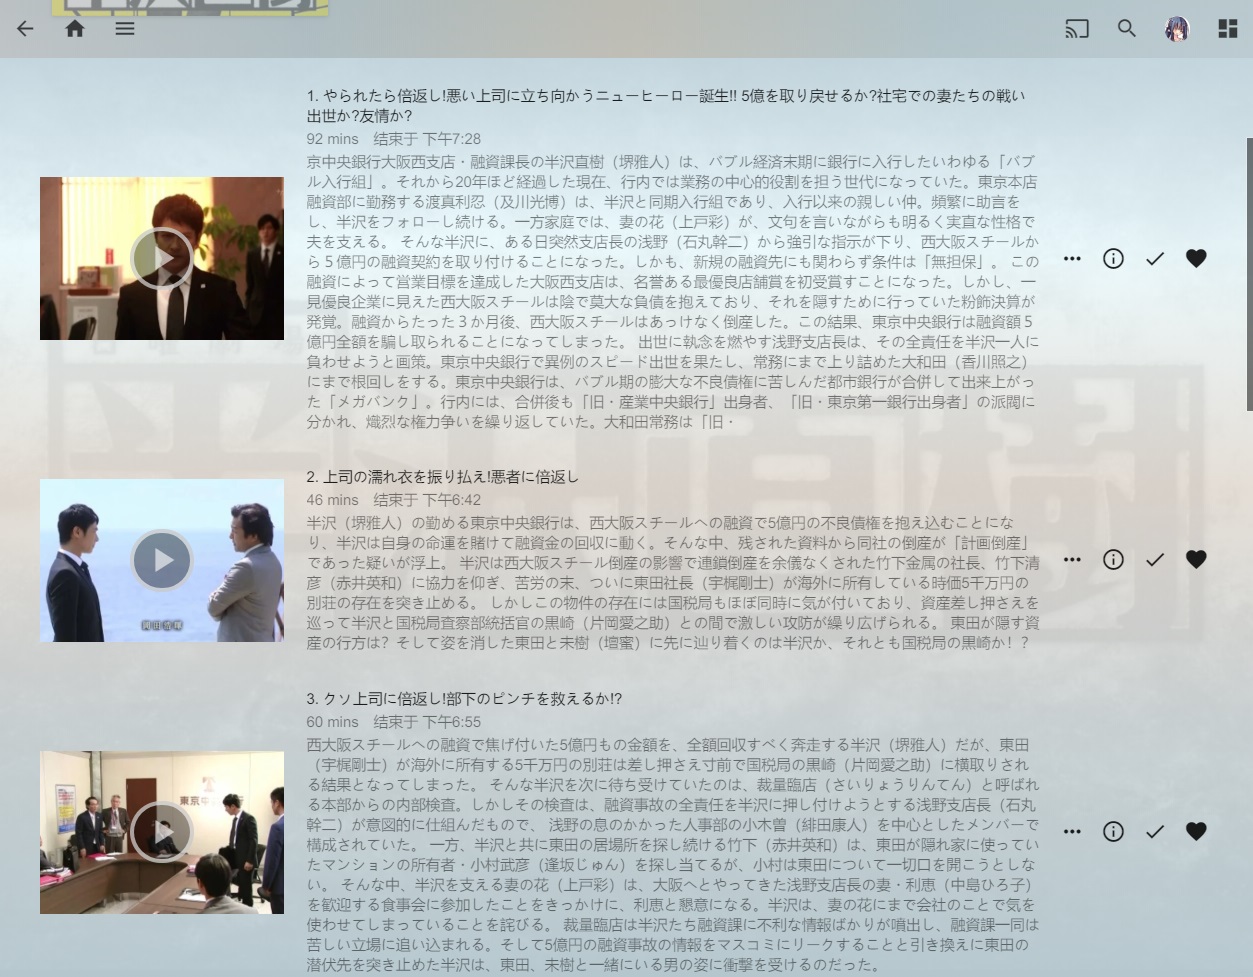 1. やられたら倍返し!悪い上司に立ち向かうニューヒーロー誕生!! 5億を取り戻せるか?社宅での妻たちの戦い
出世か?友情か?
92 mins 结束于 下午7:28
京中央銀行大阪西支店・融資課長の半沢直樹（堺雅人）は、バブル経済末期に銀行に入行したいわゆる「バブ
ル入行組」。それから20年ほど経過した現在、行内では業務の中心的役割を担う世代になっていた。東京本店
融資部に勤務する渡真利忍（及川光博）は、半沢と同期入行組であり、入行以来の親しい仲。頻繁に助言を
し、半沢をフォローし続ける。一方家庭では、妻の花（上戸彩）が、文句を言いながらも明るく実直な性格で
夫を支える。 そんな半沢に、ある日突然支店長の浅野（石丸幹二）から強引な指示が下り、西大阪スチールか
ら５億円の融資契約を取り付けることになった。しかも、新規の融資先にも関わらず条件は「無担保」。 この
融資によって営業目標を達成した大阪西支店は、名誉ある最優良店舗賞を初受賞すことになった。しかし、一
見優良企業に見えた西大阪スチールは陰で莫大な負債を抱えており、それを隠すために行っていた粉飾決算が
発覚。融資からたった３か月後、西大阪スチールはあっけなく倒産した。この結果、東京中央銀行は融資額５
億円全額を騙し取られることになってしまった。 出世に執念を燃やす浅野支店長は、その全責任を半沢一人に
負わせようと画策。東京中央銀行で異例のスピード出世を果たし、常務にまで上り詰めた大和田（香川照之）
にまで根回しをする。東京中央銀行は、バブル期の膨大な不良債権に苦しんだ都市銀行が合併して出来上がっ
た「メガバンク」。行内には、合併後も「旧・産業中央銀行」出身者、「旧・東京第一銀行出身者」の派閥に
分かれ、熾烈な権力争いを繰り返していた。大和田常務は「旧・
2. 上司の濡れ衣を振り払え!悪者に倍返し
46 mins 结束于 下午6:42
半沢（堺雅人）の勤める東京中央銀行は、西大阪スチールへの融資で5億円の不良債権を抱え込むことにな
り、半沢は自身の命運を賭けて融資金の回収に動く。そんな中、残された資料から同社の倒産が「計画倒産」
であった疑いが浮上。 半沢は西大阪スチール倒産の影響で連鎖倒産を余儀なくされた竹下金属の社長、竹下清
彦（赤井英和）に協力を仰ぎ、苦労の末、ついに東田社長（宇梶剛士）が海外に所有している時価5千万円の
別荘の存在を突き止める。 しかしこの物件の存在には国税局もほぼ同時に気が付いており、資産差し押さえを
巡って半沢と国税局査察部統括官の黒崎（片岡愛之助）との間で激しい攻防が繰り広げられる。 東田が隠す資
産の行方は？そして姿を消した東田と未樹（壇蜜）に先に辿り着くのは半沢か、それとも国税局の黒崎か！？
3. クソ上司に倍返し!部下のピンチを救えるか!?
60 mins 结束于 下午6:55
西大阪スチールへの融資で焦げ付いた5億円もの金額を、全額回収すべく奔走する半沢（堺雅人）だが、東田
（宇梶剛士）が海外に所有する5千万円の別荘は差し押さえ寸前で国税局の黒崎（片岡愛之助）に横取りされ
る結果となってしまった。 そんな半沢を次に待ち受けていたのは、裁量臨店（さいりょうりんてん）と呼ばれ
る本部からの内部検査。しかしその検査は、融資事故の全責任を半沢に押し付けようとする浅野支店長（石丸
幹二）が意図的に仕組んだもので、 浅野の息のかかった人事部の小木曽（緋田康人）を中心としたメンバーで
構成されていた。 一方、半沢と共に東田の居場所を探し続ける竹下（赤井英和）は、東田が隠れ家に使ってい
たマンションの所有者・小村武彦（逢坂じゅん）を探し当てるが、小村は東田について一切口を開こうとしな
い。 そんな中、半沢を支える妻の花（上戸彩）は、大阪へとやってきた浅野支店長の妻・利恵（中島ひろ子）
を歓迎する食事会に参加したことをきっかけに、利恵と懇意になる。半沢は、妻の花にまで会社のことで気を
使わせてしまっていることを詫びる。 裁量臨店は半沢たち融資課に不利な情報ばかりが噴出し、融資課一同は
苦しい立場に追い込まれる。そして5億円の融資事故の情報をマスコミにリークすることと引き換えに東田の
潜伏先を突き止めた半沢は、東田、未樹と一緒にいる男の姿に衝撃を受けるのだった。